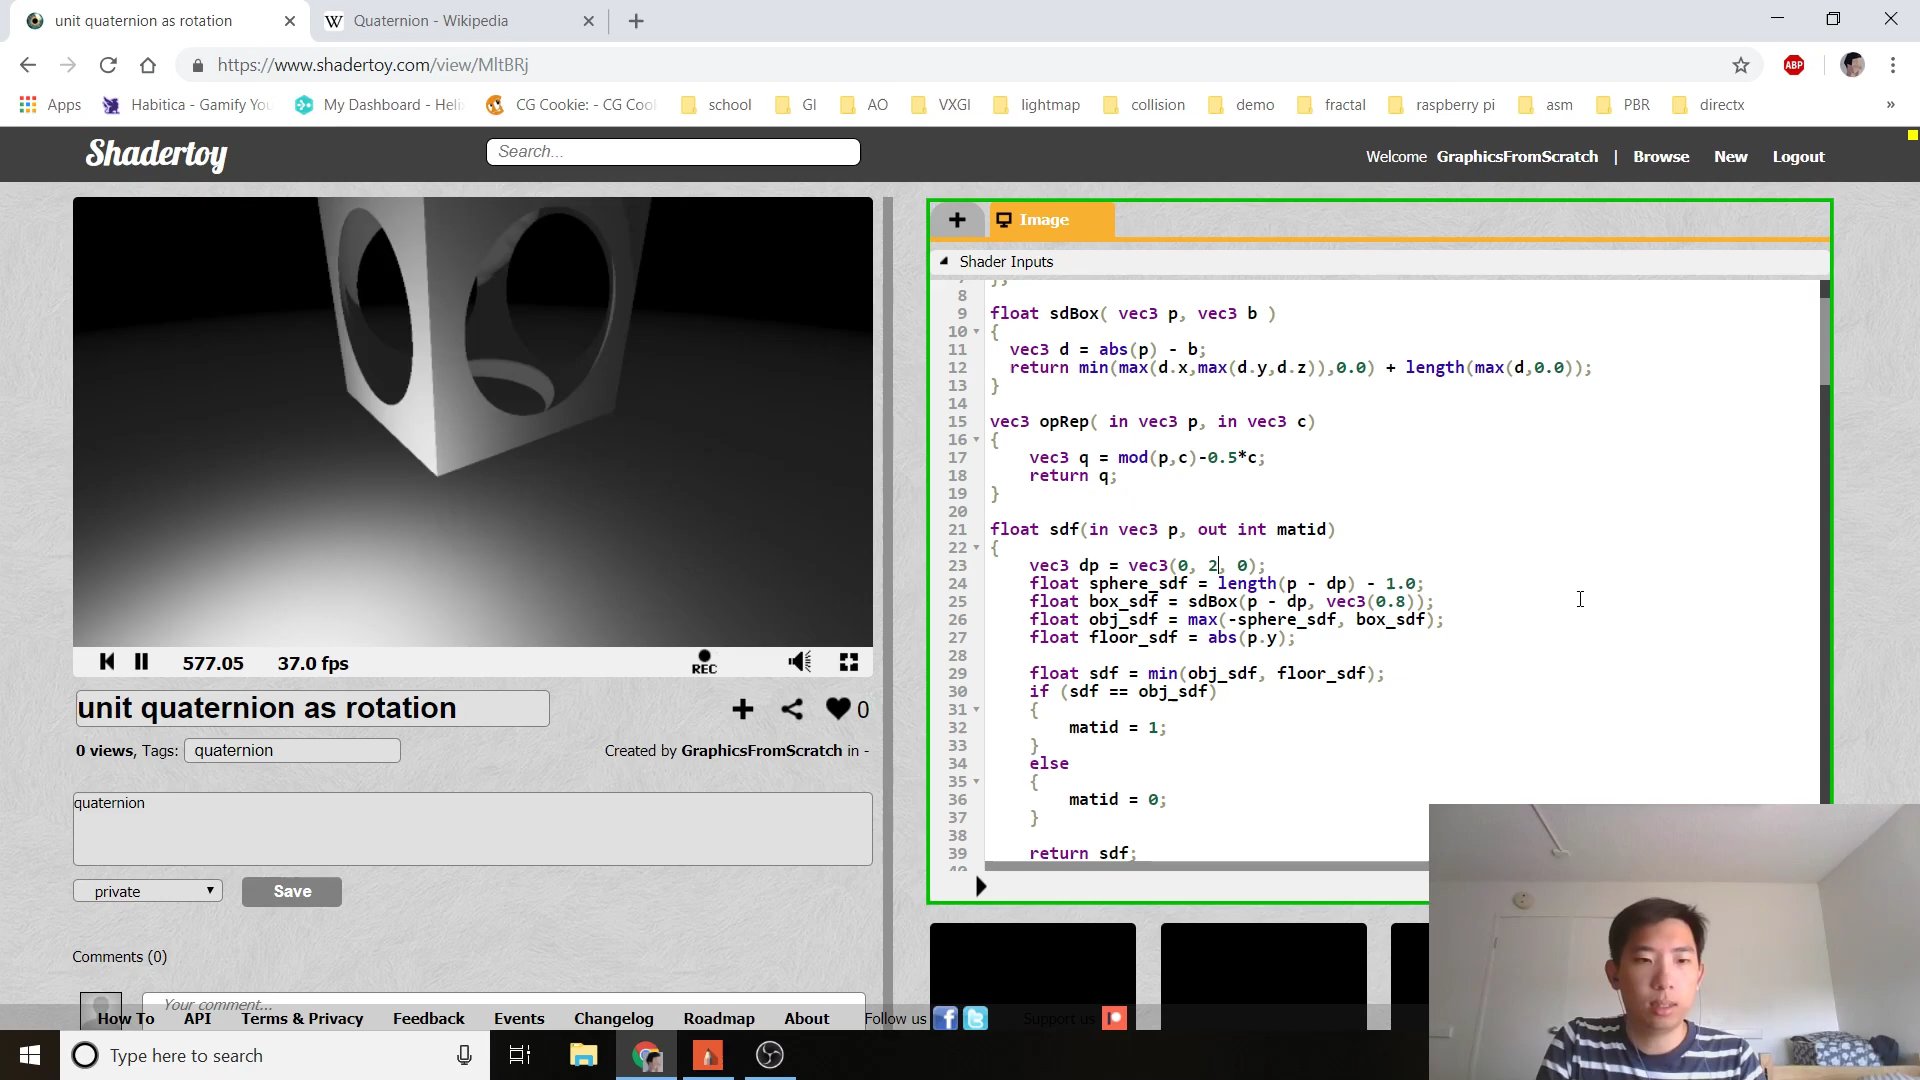 unit quaternion as rotation
Quaternion - Wikipedia
https://www.shadertoy.com/view/MltBRj
ABP
Apps
Habitica - Gamify You
My Dashboard - Helix
CG Cookie: - CG Cook
school
GI
AO
VXGI
lightmap
collision
demo
fractal
raspberry pi
asm
PBR
directx
»
Shadertoy
Search...
Welcome GraphicsFromScratch | Browse New Logout
577.05 37.0 fps
REC
unit quaternion as rotation
0
0 views, Tags: quaternion
Created by GraphicsFromScratch in -
quaternion
private
Save
Comments (0)
Your comment...
+ Image
Shader Inputs
8
9 float sdBox( vec3 p, vec3 b )
10 {
11 vec3 d = abs(p) - b;
12 return min(max(d.x,max(d.y,d.z)),0.0) + length(max(d,0.0));
13 }
14
15 vec3 opRep( in vec3 p, in vec3 c)
16 {
17 vec3 q = mod(p,c)-0.5*c;
18 return q;
19 }
20
21 float sdf(in vec3 p, out int matid)
22 {
23 vec3 dp = vec3(0, 2, 0);
24 float sphere_sdf = length(p - dp) - 1.0;
25 float box_sdf = sdBox(p - dp, vec3(0.8));
26 float obj_sdf = max(-sphere_sdf, box_sdf);
27 float floor_sdf = abs(p.y);
28
29 float sdf = min(obj_sdf, floor_sdf);
30 if (sdf == obj_sdf)
31 {
32 matid = 1;
33 }
34 else
35 {
36 matid = 0;
37 }
38
39 return sdf;
How To API Terms & Privacy Feedback Events Changelog Roadmap About Follow us Support us
Type here to search